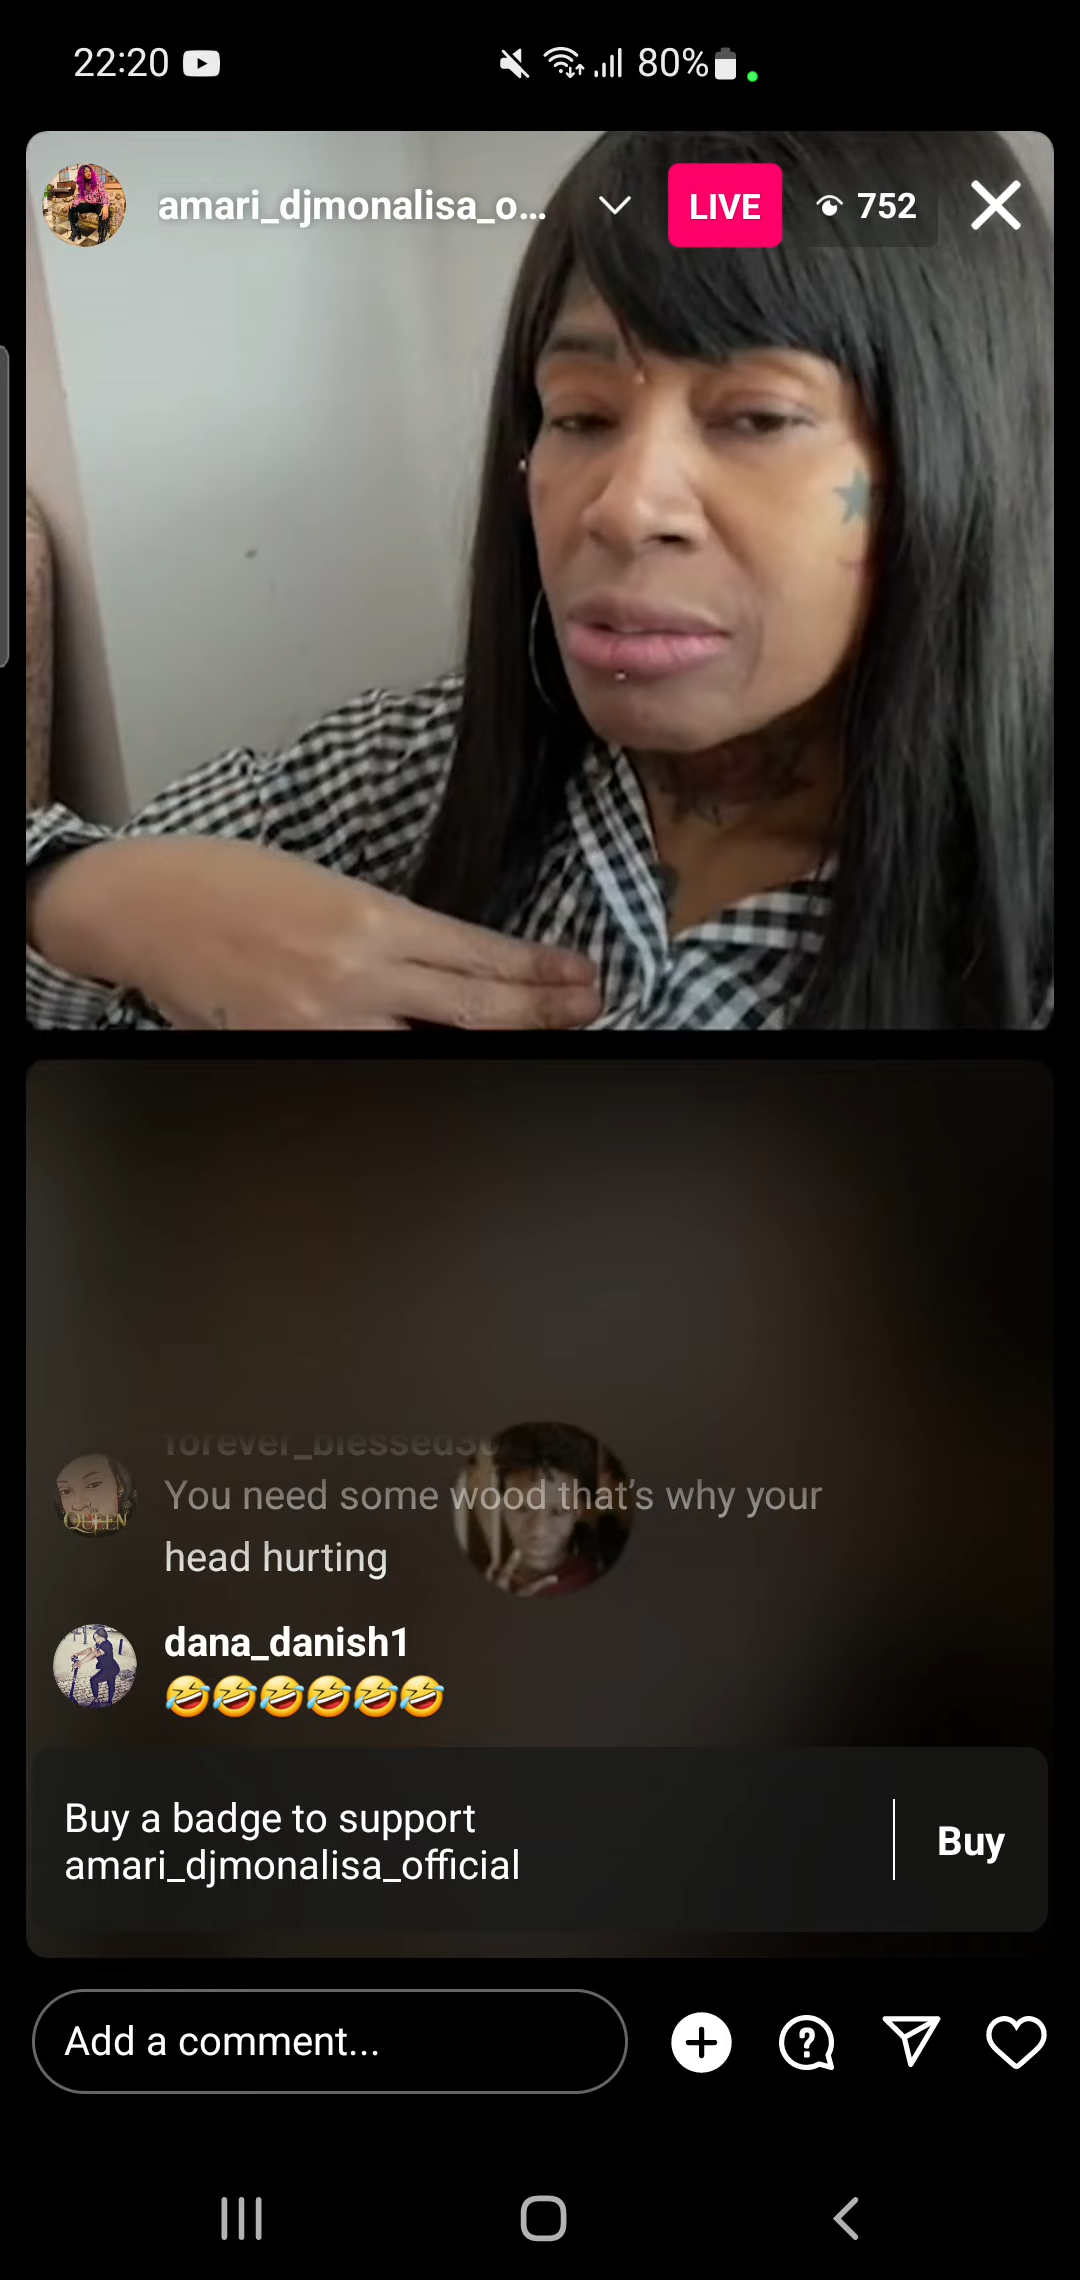 22:20
80%
amari_djmonalisa_o...
LIVE
752
You need some wood that's why your
head hurting
QUEEN
dana_danish1
🤣🤣🤣🤣🤣🤣
Buy a badge to support
amari_djmonalisa_official
Buy
Add a comment...